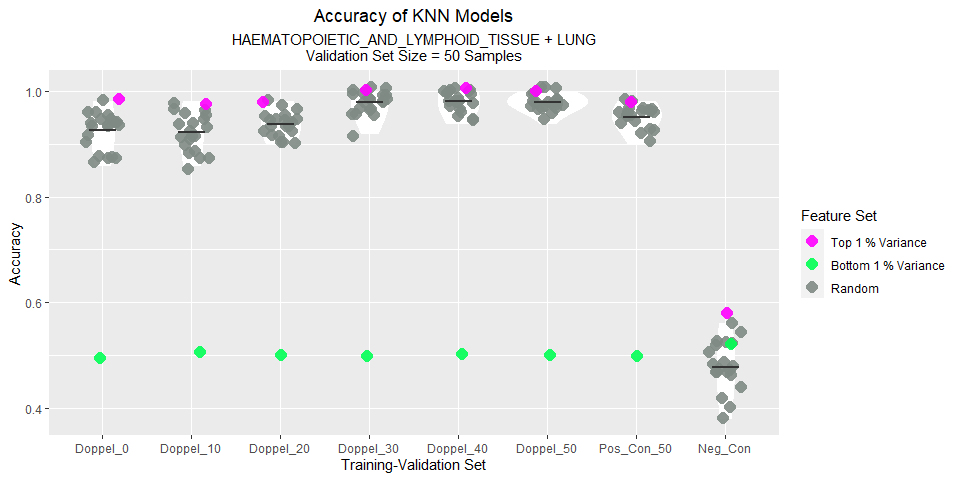 Accuracy of KNN Models
HAEMATOPOIETIC_AND_LYMPHOID_TISSUE + LUNG
Validation Set Size = 50 Samples
Accuracy
1.0
0.8
0.6
0.4
Doppel_0 Doppel_10 Doppel_20 Doppel_30 Doppel_40 Doppel_50 Pos_Con_50 Neg_Con
Training-Validation Set
Feature Set
Top 1 % Variance
Bottom 1 % Variance
Random